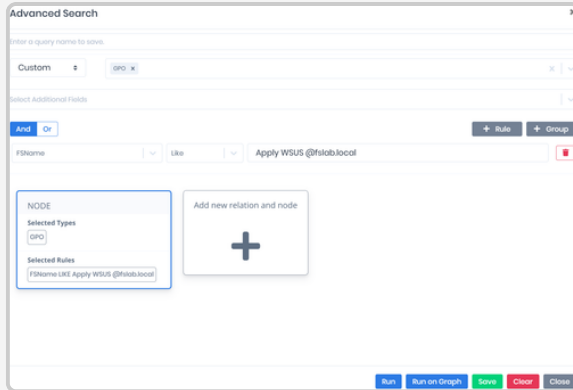 Advanced Search
Enter a query name to save.
Custom GPO ×
Select Additional Fields
And Or + Rule + Group
FSName Like Apply WSUS @fslab.local
NODE
Selected Types
GPO
Selected Rules
FSName LIKE Apply WSUS @fslab.local
Add new relation and node
Run Run on Graph Save Clear Close